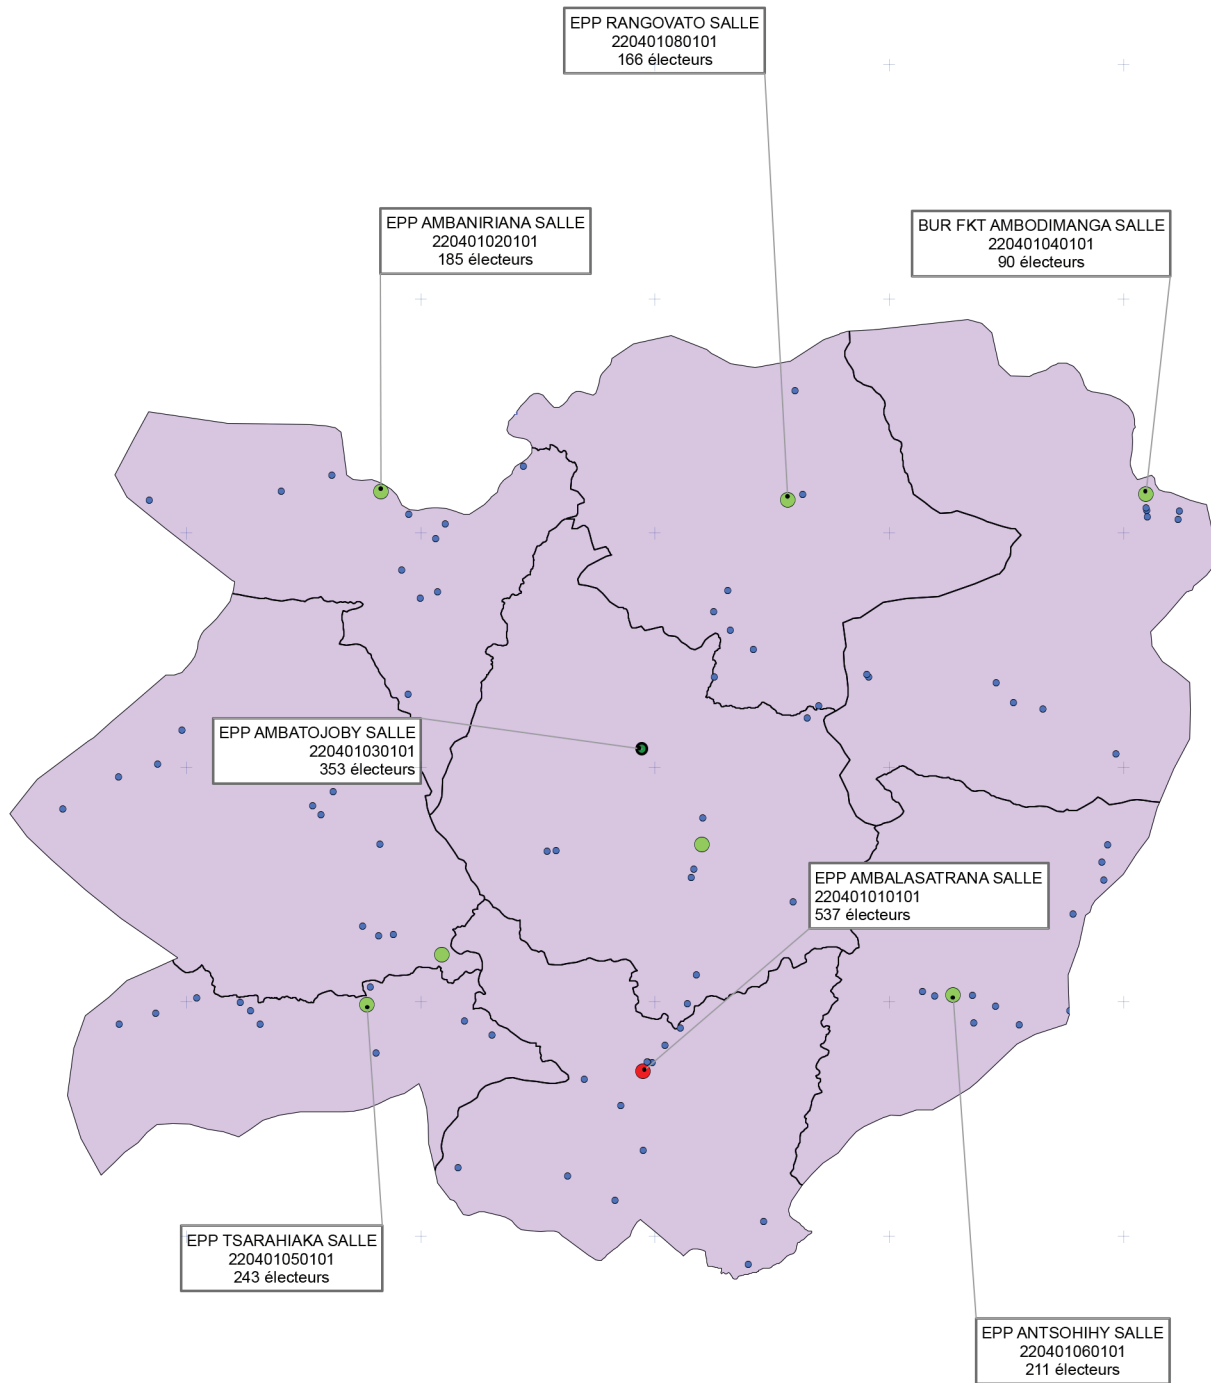 EPP RANGOVATO SALLE
220401080101
166 électeurs
EPP AMBANIRIANA SALLE
220401020101
185 électeurs
BUR FKT AMBODIMANGA SALLE
220401040101
90 électeurs
EPP AMBATOJOBY SALLE
220401030101
353 électeurs
EPP AMBALASATRANA SALLE
220401010101
537 électeurs
EPP TSARAHIAKA SALLE
220401050101
243 électeurs
EPP ANTSOHIHY SALLE
220401060101
211 électeurs